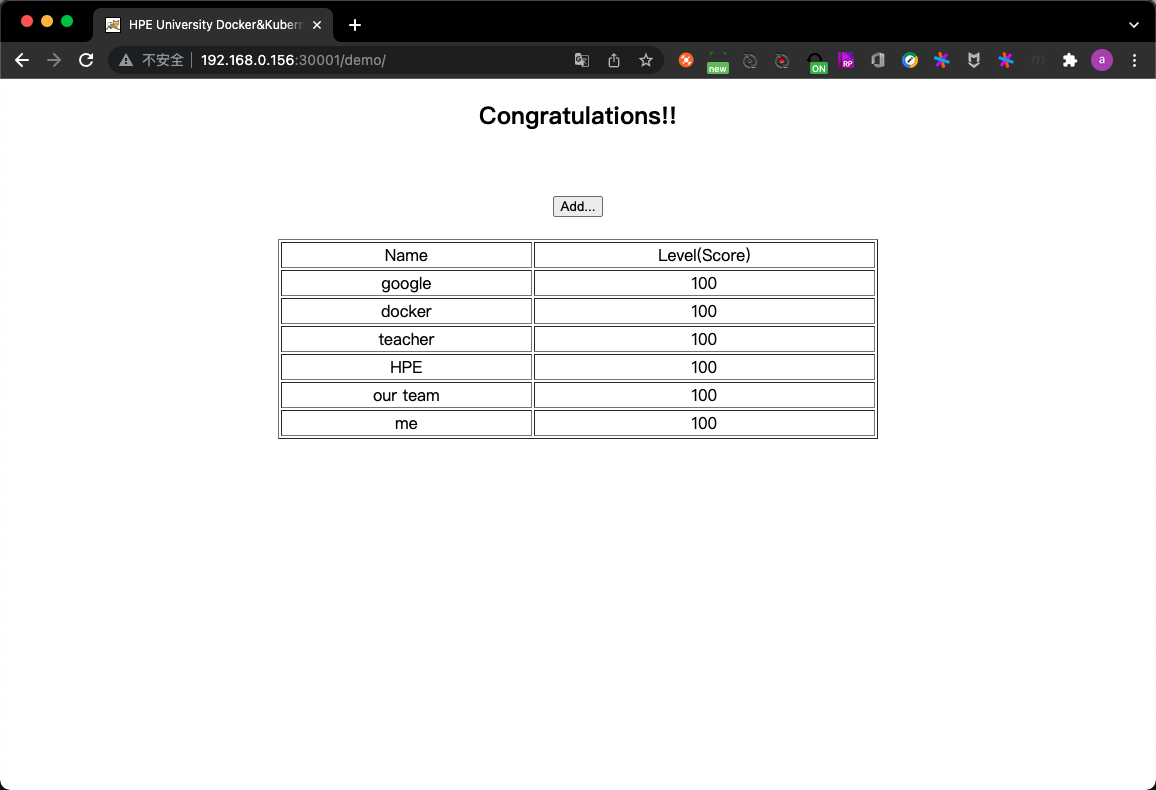 HPE University Docker&Kubern
不安全 192.168.0.156:30001/demo/
new
ON
RP
a
Congratulations!!
Add...
Name Level(Score)
google 100
docker 100
teacher 100
HPE 100
our team 100
me 100